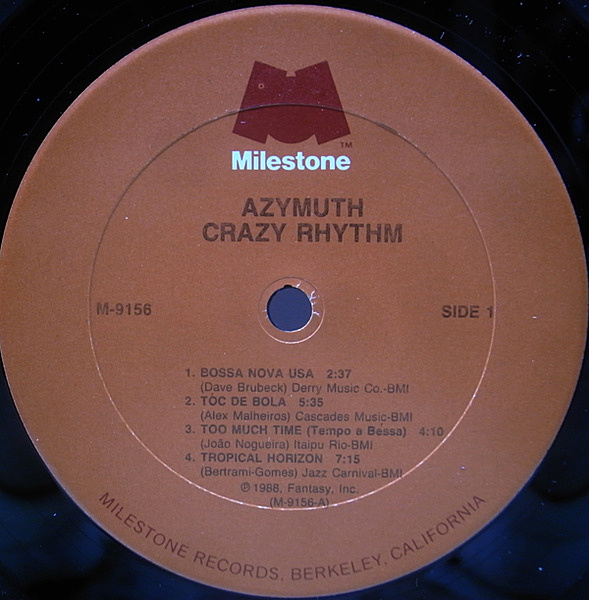 TM
Milestone
AZYMUTH
CRAZY RHYTHM
M-9156
SIDE 1
1. BOSSA NOVA USA 2:37
(Dave Brubeck) Derry Music Co.-BMI
2. TÓC DE BOLA 5:35
(Alex Malheiros) Cascades Music-BMI
3. TOO MUCH TIME (Tempo a Bessa) 4:10
(João Nogueira) Itaipu Rio-BMI
4. TROPICAL HORIZON 7:15
(Bertrami-Gomes) Jazz Carnival-BMI
℗1988, Fantasy, Inc.
(M-9156-A)
MILESTONE RECORDS, BERKELEY, CALIFORNIA